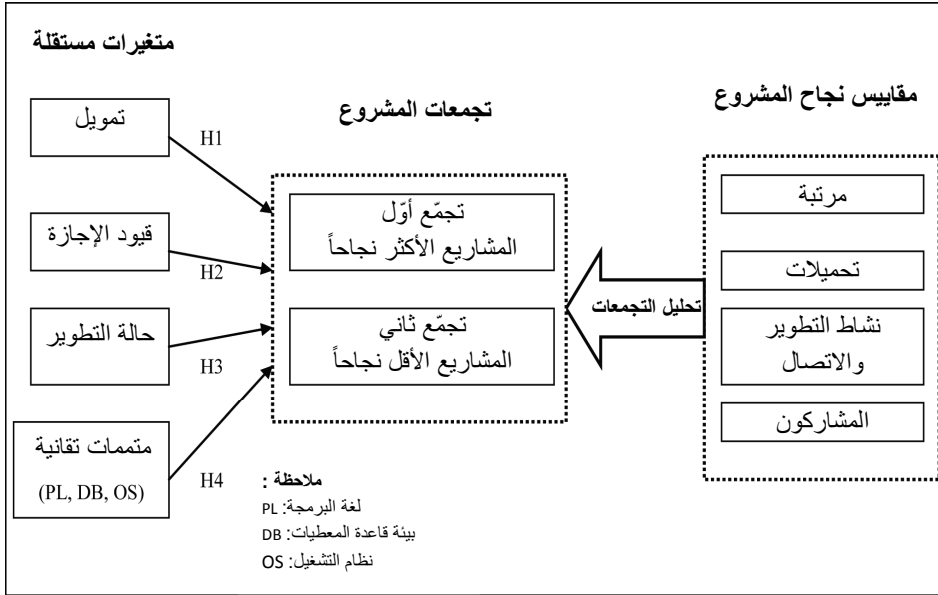 متغيرات مستقلة
تمويل
H1
قيود الإجازة
H2
حالة التطوير
H3
متممات تقانية
(PL, DB, OS)
H4
تجمعات المشروع
تجمّع أوّل
المشاريع الأكثر نجاحاً
تجمّع ثاني
المشاريع الأقل نجاحاً
ملاحظة :
PL :لغة البرمجة
DB :بيئة قاعدة المعطيات
OS :نظام التشغيل
تحليل التجمعات
مقاييس نجاح المشروع
مرتبة
تحميلات
نشاط التطوير
والاتصال
المشاركون